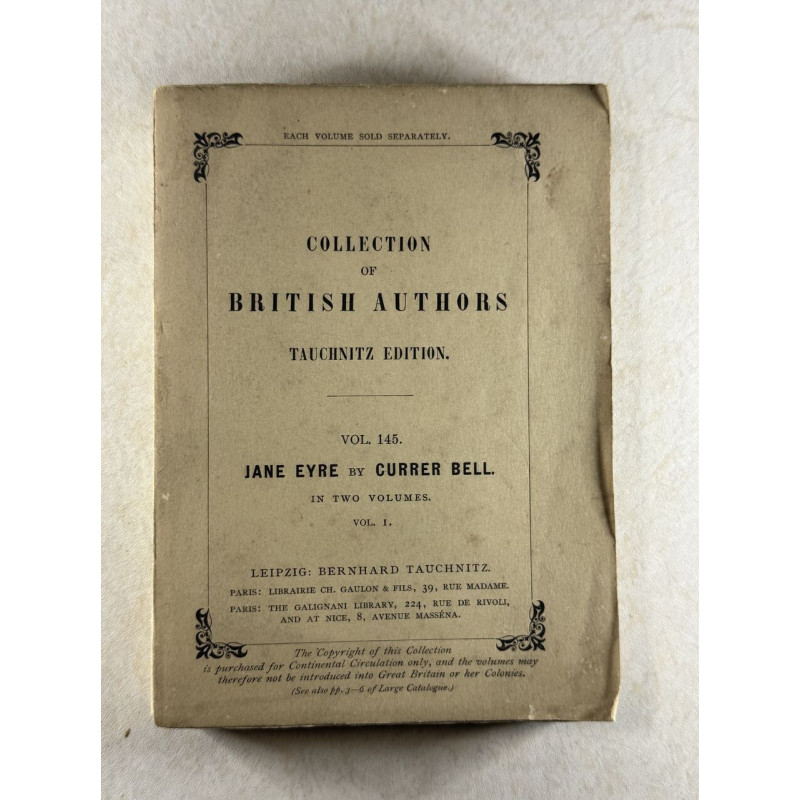 EACH VOLUME SOLD SEPARATELY.
COLLECTION
OF
BRITISH AUTHORS
TAUCHNITZ EDITION.
VOL. 145.
JANE EYRE BY CURRER BELL.
IN TWO VOLUMES.
VOL. I.
LEIPZIG: BERNHARD TAUCHNITZ.
PARIS: LIBRAIRIE CH. GAULON & FILS, 39, RUE MADAME.
PARIS: THE GALIGNANI LIBRARY, 224, RUE DE RIVOLI,
AND AT NICE, 8, AVENUE MASSÉNA.
The Copyright of this Collection
is purchased for Continental Circulation only, and the volumes may
therefore not be introduced into Great Britain or her Colonies.
(See also pp. 3—6 of Large Catalogue.)